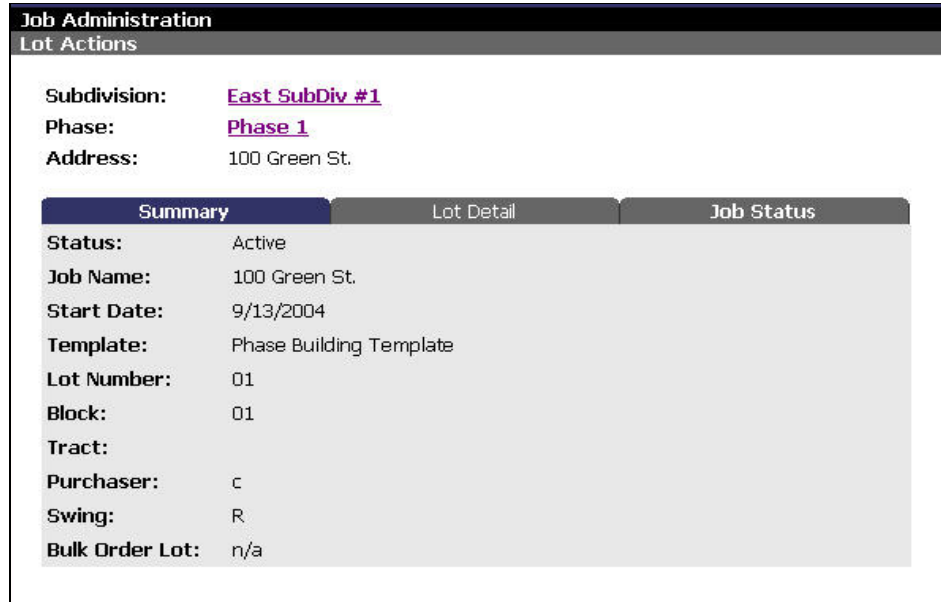 Job Administration
Lot Actions
Subdivision: East SubDiv #1
Phase: Phase 1
Address: 100 Green St.
Summary Lot Detail Job Status
Status: Active
Job Name: 100 Green St.
Start Date: 9/13/2004
Template: Phase Building Template
Lot Number: 01
Block: 01
Tract:
Purchaser: c
Swing: R
Bulk Order Lot: n/a